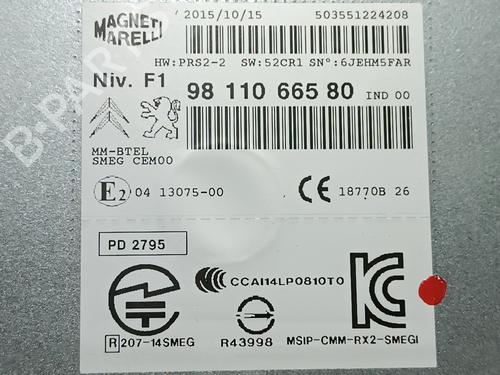 MAGNETI MARELLI / 2015/10/15 503551224208
HW:PRS2-2 SW:52CR1 SN°:6JEHM5FAR
Niv. F1 98 110 665 80 IND 00
MM-BTEL
SMEG CEM00
E2 04 13075-00 CE 18770B 26
PD 2795
CCAI14LP0810T0
R 207-14SMEG R43998 MSIP-CMM-RX2-SMEGI
B-PARTS